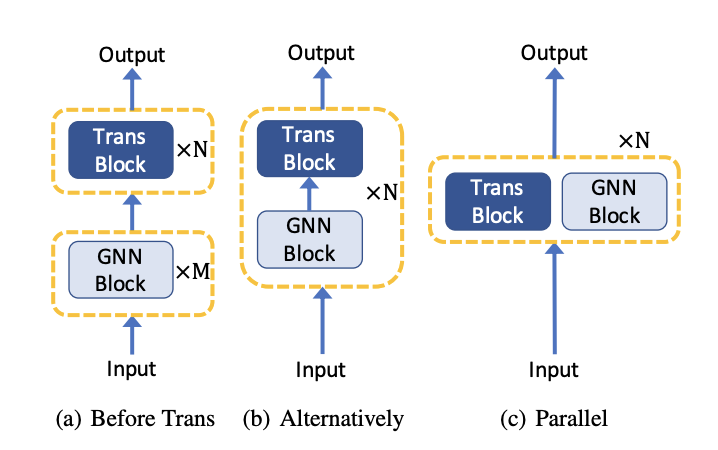 Output
Trans
Block
×N
GNN
Block
×M
Input
(a) Before Trans
Output
Trans
Block
×N
GNN
Block
Input
(b) Alternatively
Output
×N
Trans
Block
GNN
Block
Input
(c) Parallel